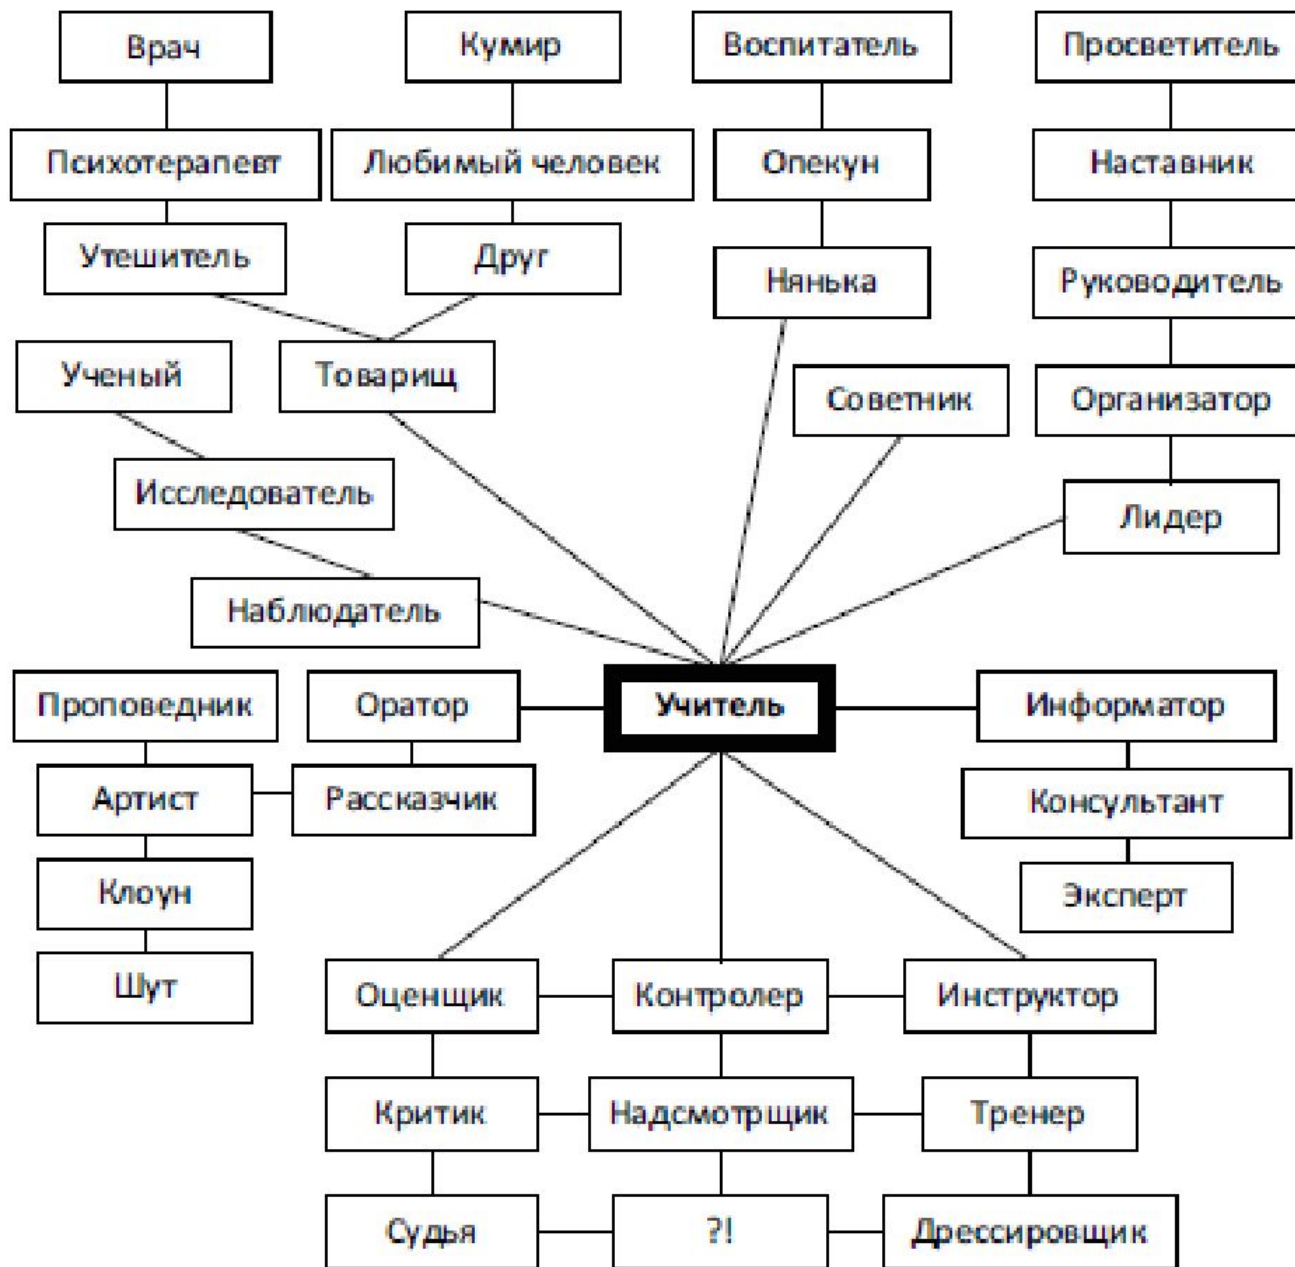 Врач
Кумир
Воспитатель
Просветитель
Психотерапевт
Любимый человек
Опекун
Наставник
Утешитель
Друг
Нянька
Руководитель
Ученый
Товарищ
Советник
Организатор
Исследователь
Лидер
Наблюдатель
Проповедник
Оратор
Учитель
Информатор
Артист
Рассказчик
Консультант
Клоун
Эксперт
Шут
Оценщик
Контролер
Инструктор
Критик
Надсмотрщик
Тренер
Судья
?!
Дрессировщик